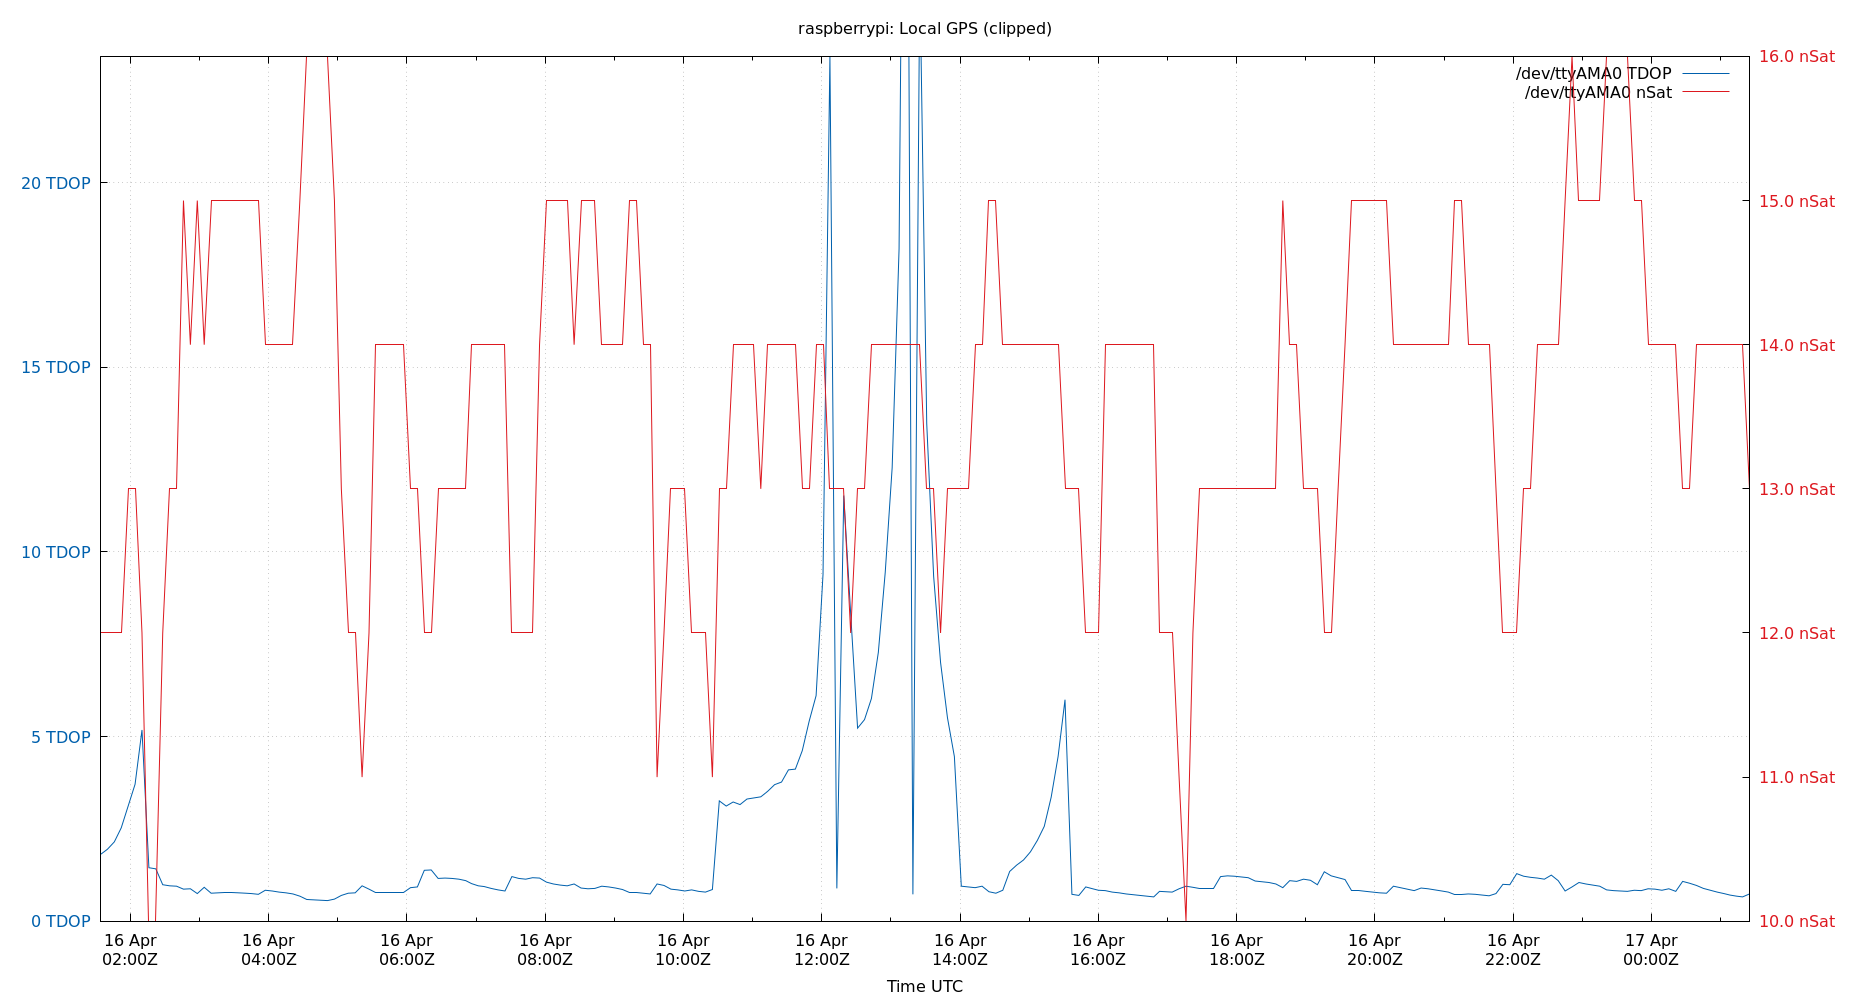 raspberrypi: Local GPS (clipped)
16.0 nSat
/dev/ttyAMA0 TDOP
/dev/ttyAMA0 nSat
20 TDOP
15.0 nSat
15 TDOP
14.0 nSat
13.0 nSat
10 TDOP
12.0 nSat
5 TDOP
11.0 nSat
0 TDOP
10.0 nSat
16 Apr 16 Apr 16 Apr 16 Apr 16 Apr 16 Apr 16 Apr 16 Apr 16 Apr 16 Apr 16 Apr 17 Apr
02:00Z 04:00Z 06:00Z 08:00Z 10:00Z 12:00Z 14:00Z 16:00Z 18:00Z 20:00Z 22:00Z 00:00Z
Time UTC